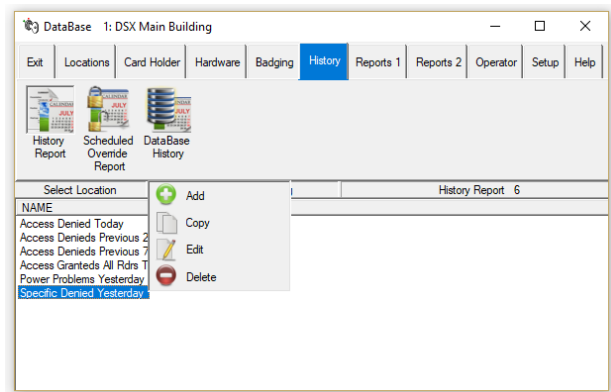 DataBase 1: DSX Main Building
Exit Locations Card Holder Hardware Badging History Reports 1 Reports 2 Operator Setup Help
History Report
Scheduled Override Report
DataBase History
Select Location History Report 6
NAME
Access Denied Today
Access Denieds Previous 2
Access Denieds Previous 7
Access Granteds All Rdrs T
Power Problems Yesterday
Specific Denied Yesterday
Add
Copy
Edit
Delete